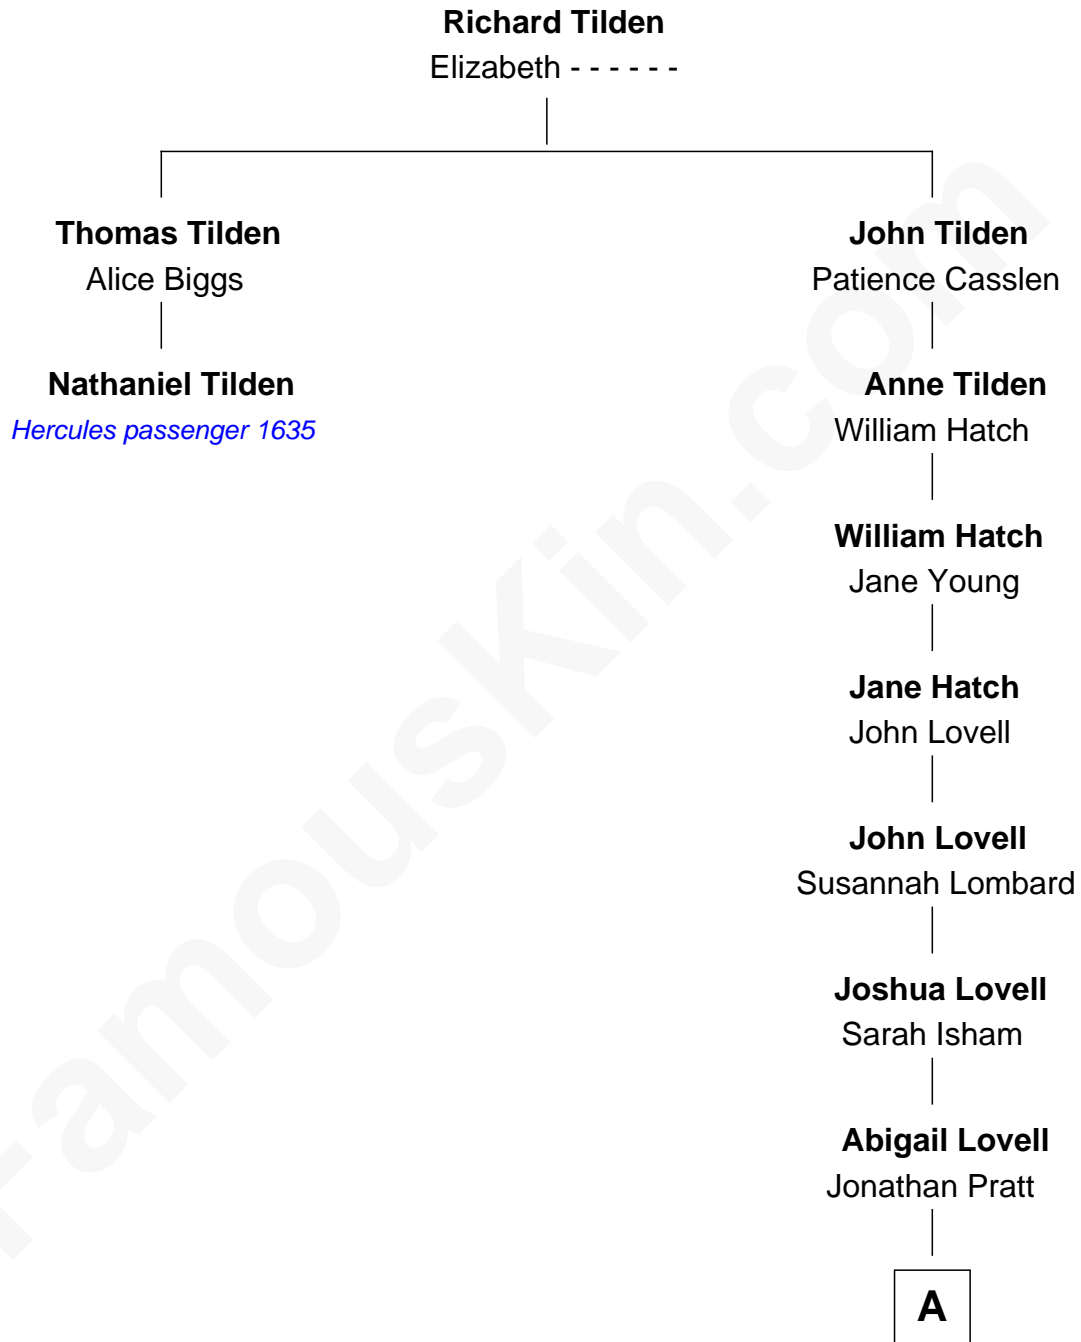 Richard Tilden
Elizabeth - - - - - -
Thomas Tilden
Alice Biggs
John Tilden
Patience Casslen
Nathaniel Tilden
Hercules passenger 1635
Anne Tilden
William Hatch
William Hatch
Jane Young
Jane Hatch
John Lovell
John Lovell
Susannah Lombard
Joshua Lovell
Sarah Isham
Abigail Lovell
Jonathan Pratt
A
FamousKin.com